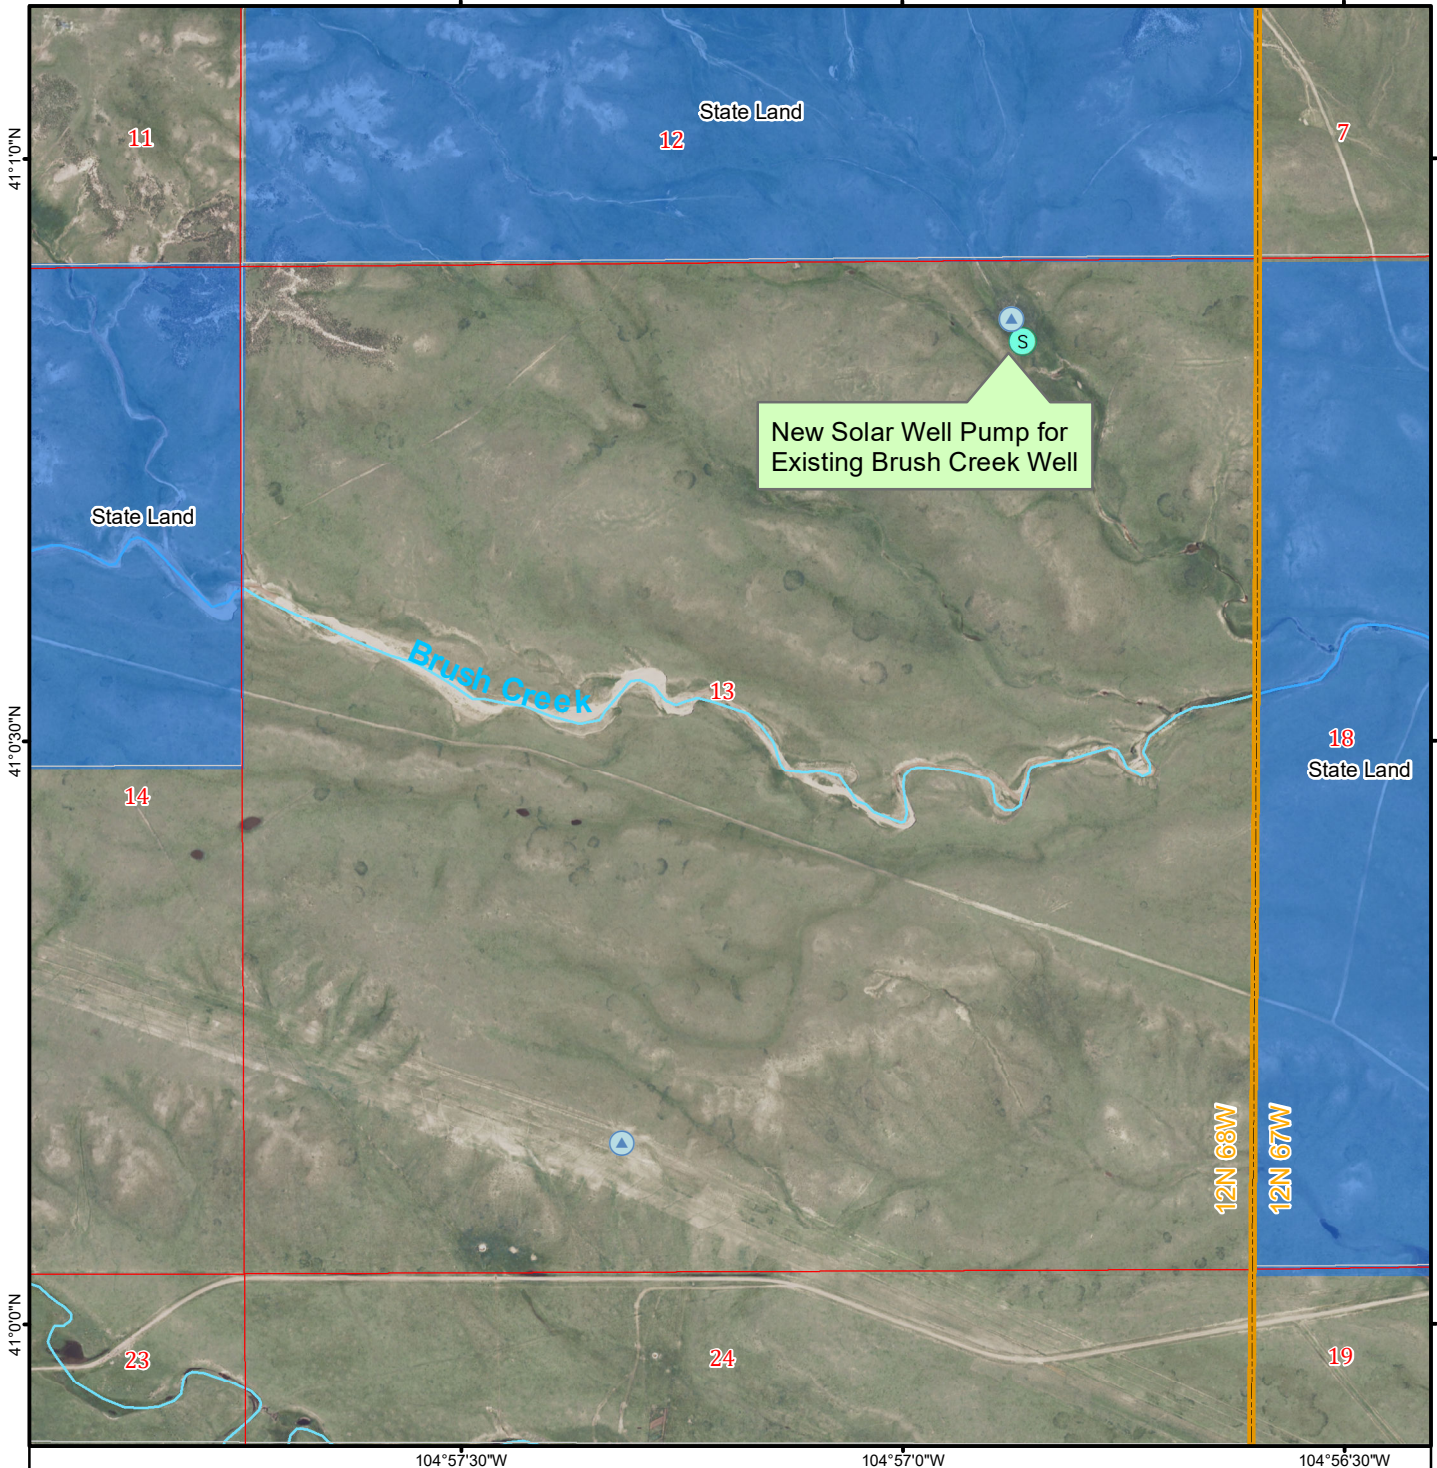 State Land
11
12
7
41°1'0"N
S
New Solar Well Pump for
Existing Brush Creek Well
State Land
Brush Creek
13
41°0'30"N
18
State Land
14
12N 68W
12N 67W
41°0'0"N
23
24
19
104°57'30"W
104°57'0"W
104°56'30"W